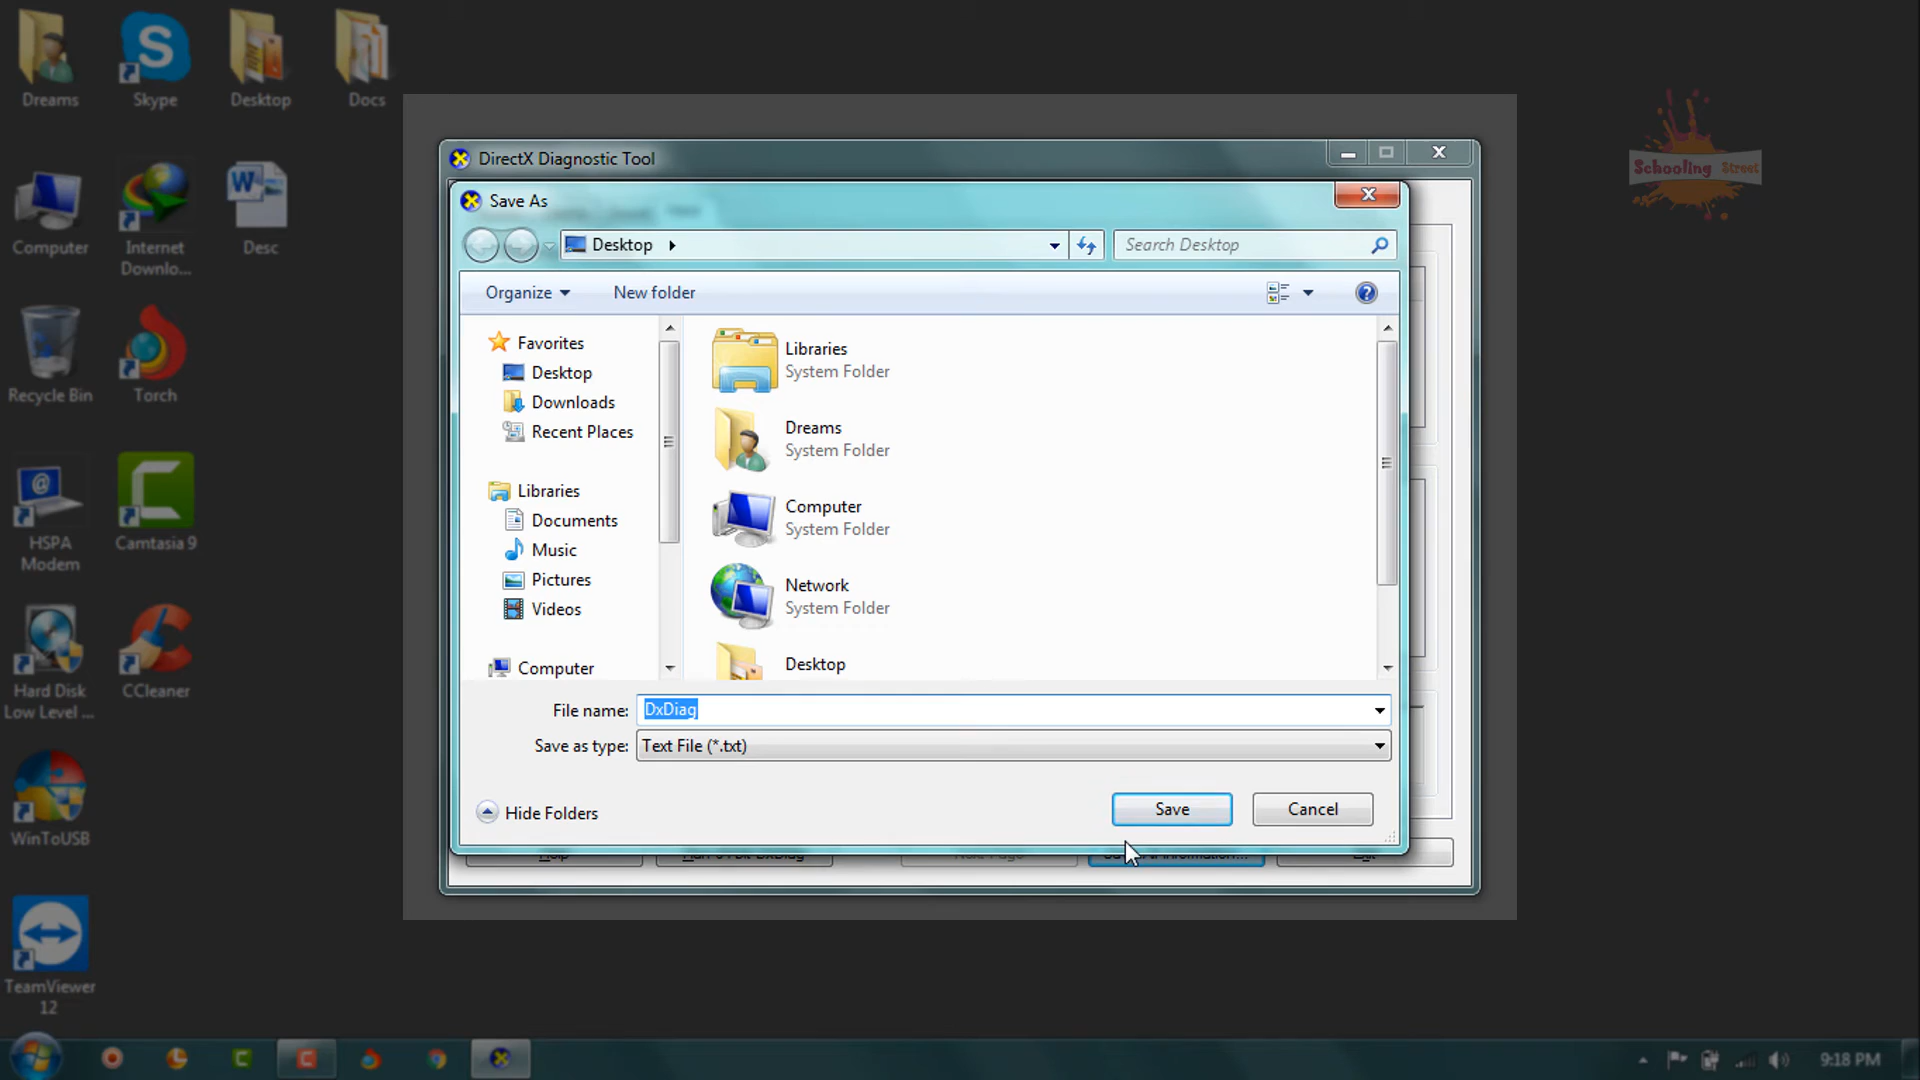 Dreams
Skype
Desktop
Docs
Computer
Internet
Downlo...
Desc
Recycle Bin
Torch
HSPA
Modem
Camtasia 9
Hard Disk
Low Level ...
CCleaner
WinToUSB
TeamViewer
12
Schooling Street
DirectX Diagnostic Tool
Save As
Desktop
Search Desktop
Organize
New folder
Favorites
Desktop
Downloads
Recent Places
Libraries
Documents
Music
Pictures
Videos
Computer
Libraries
System Folder
Dreams
System Folder
Computer
System Folder
Network
System Folder
Desktop
File name: DxDiag
Save as type: Text File (*.txt)
Hide Folders
Save
Cancel
9:18 PM